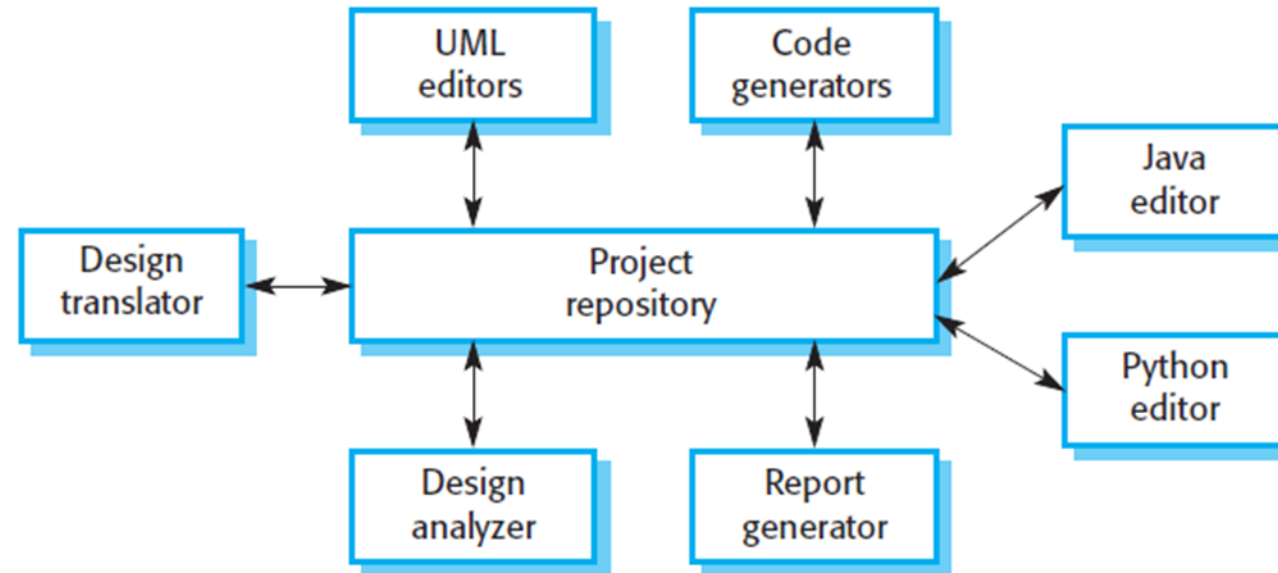 UML
editors
Code
generators
Java
editor
Design
translator
Project
repository
Python
editor
Design
analyzer
Report
generator